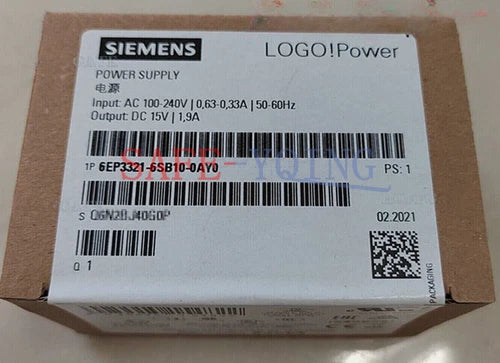 SIEMENS
LOGO!Power
POWER SUPPLY
电源
Input: AC 100-240V | 0,63-0,33A | 50-60Hz
Output: DC 15V | 1,9A
SAFE-YQING
1P 6EP3321-6SB10-0AY0
PS: 1
S
02.2021
Q 1
PACKAGING